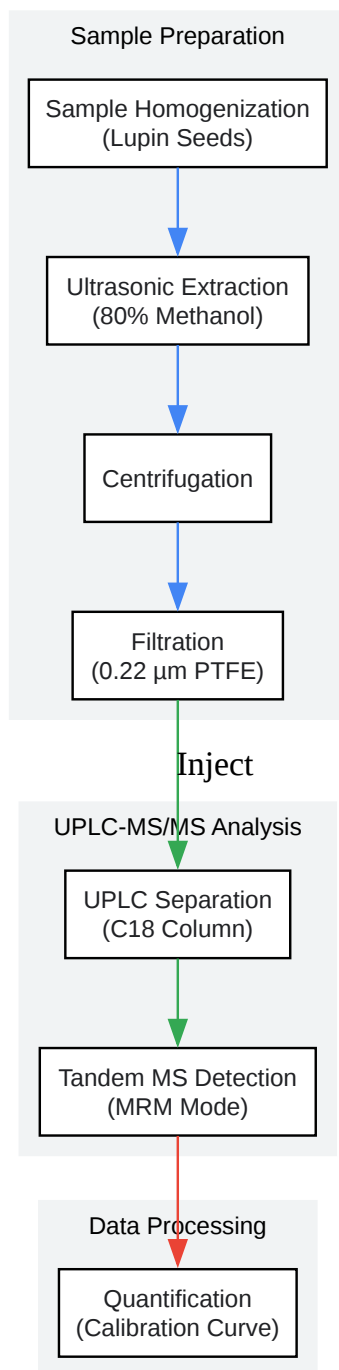 Sample Preparation
Sample Homogenization
(Lupin Seeds)
Ultrasonic Extraction
(80% Methanol)
Centrifugation
Filtration
(0.22 µm PTFE)
Inject
UPLC-MS/MS Analysis
UPLC Separation
(C18 Column)
Tandem MS Detection
(MRM Mode)
Data Processing
Quantification
(Calibration Curve)